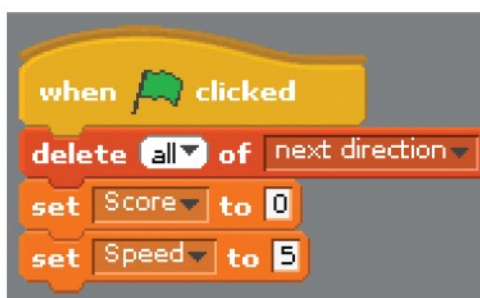 when clicked
delete all of next direction
set Score to 0
set Speed to 5